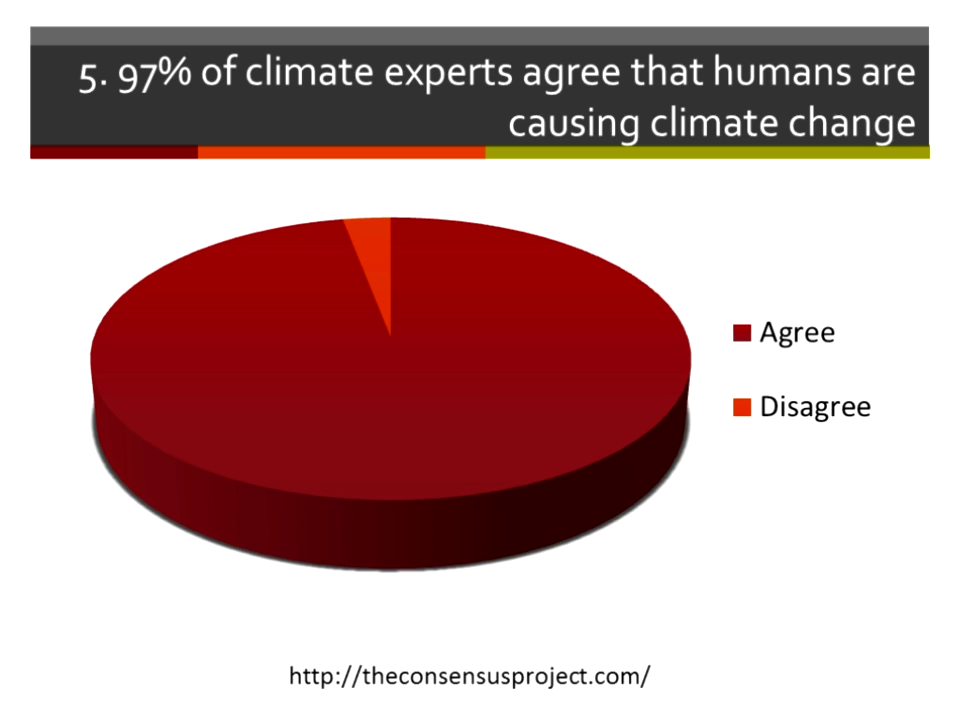 5. 97% of climate experts agree that humans are
causing climate change
Agree
Disagree
http://theconsensusproject.com/